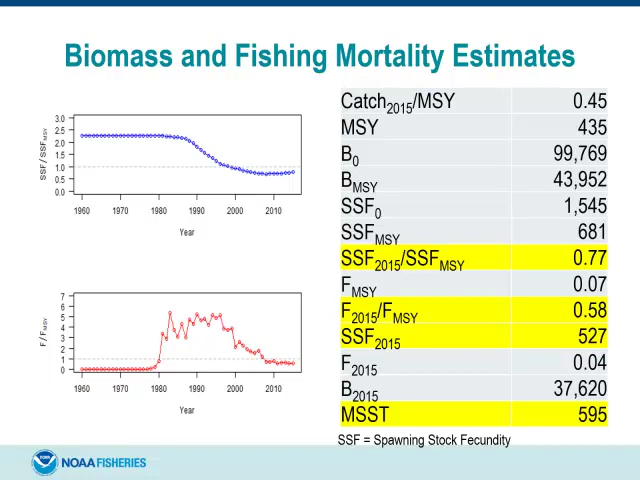 Biomass and Fishing Mortality Estimates
3.0
2.5
2.0
1.5
1.0
0.5
0.0
SSF / SSF_MSY
1960 1970 1980 1990 2000 2010
Year
7
6
5
4
3
2
1
0
F / F_MSY
1960 1970 1980 1990 2000 2010
Year
Catch2015/MSY 0.45
MSY 435
B0 99,769
BMSY 43,952
SSF0 1,545
SSFMSY 681
SSF2015/SSFMSY 0.77
FMSY 0.07
F2015/FMSY 0.58
SSF2015 527
F2015 0.04
B2015 37,620
MSST 595
SSF = Spawning Stock Fecundity
NOAA
NOAA FISHERIES